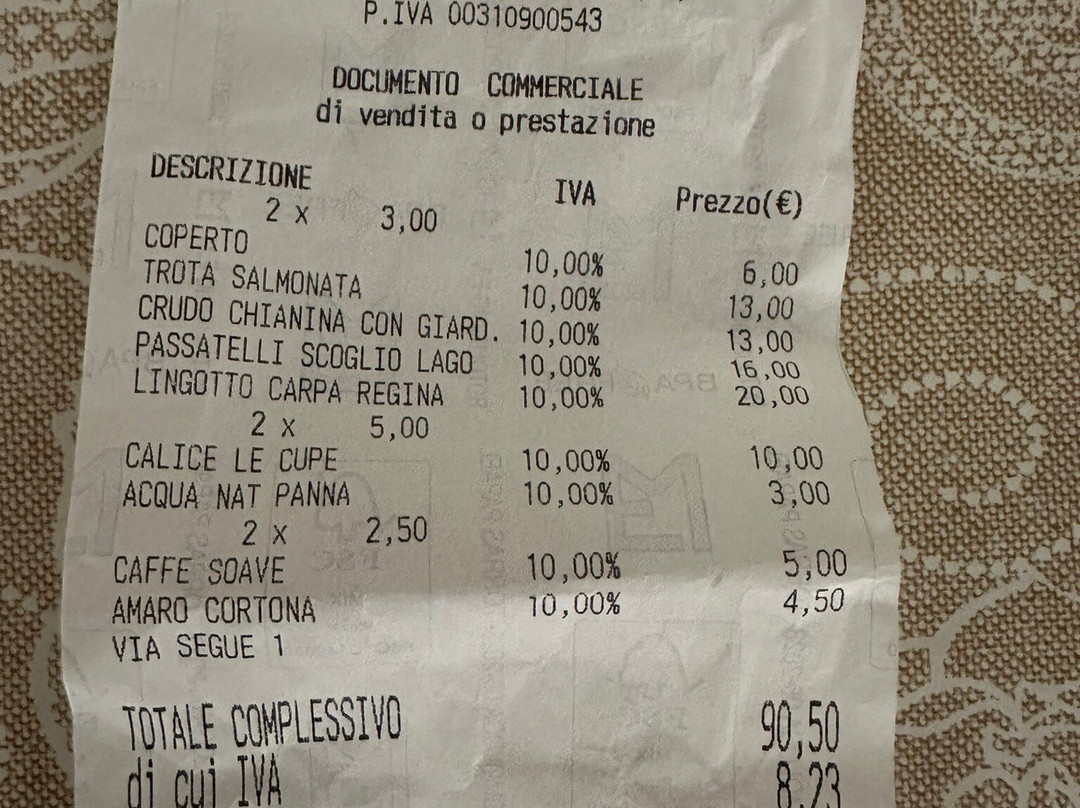 P.IVA 00310900543
DOCUMENTO COMMERCIALE
di vendita o prestazione
DESCRIZIONE IVA Prezzo(€)
2 x 3,00
COPERTO 10,00% 6,00
TROTA SALMONATA 10,00% 13,00
CRUDO CHIANINA CON GIARD. 10,00% 13,00
PASSATELLI SCOGLIO LAGO 10,00% 16,00
LINGOTTO CARPA REGINA 10,00% 20,00
2 x 5,00
CALICE LE CUPE 10,00% 10,00
ACQUA NAT PANNA 10,00% 3,00
2 x 2,50
CAFFE SOAVE 10,00% 5,00
AMARO CORTONA 10,00% 4,50
VIA SEGUE 1
TOTALE COMPLESSIVO 90,50
di cui IVA 8,23